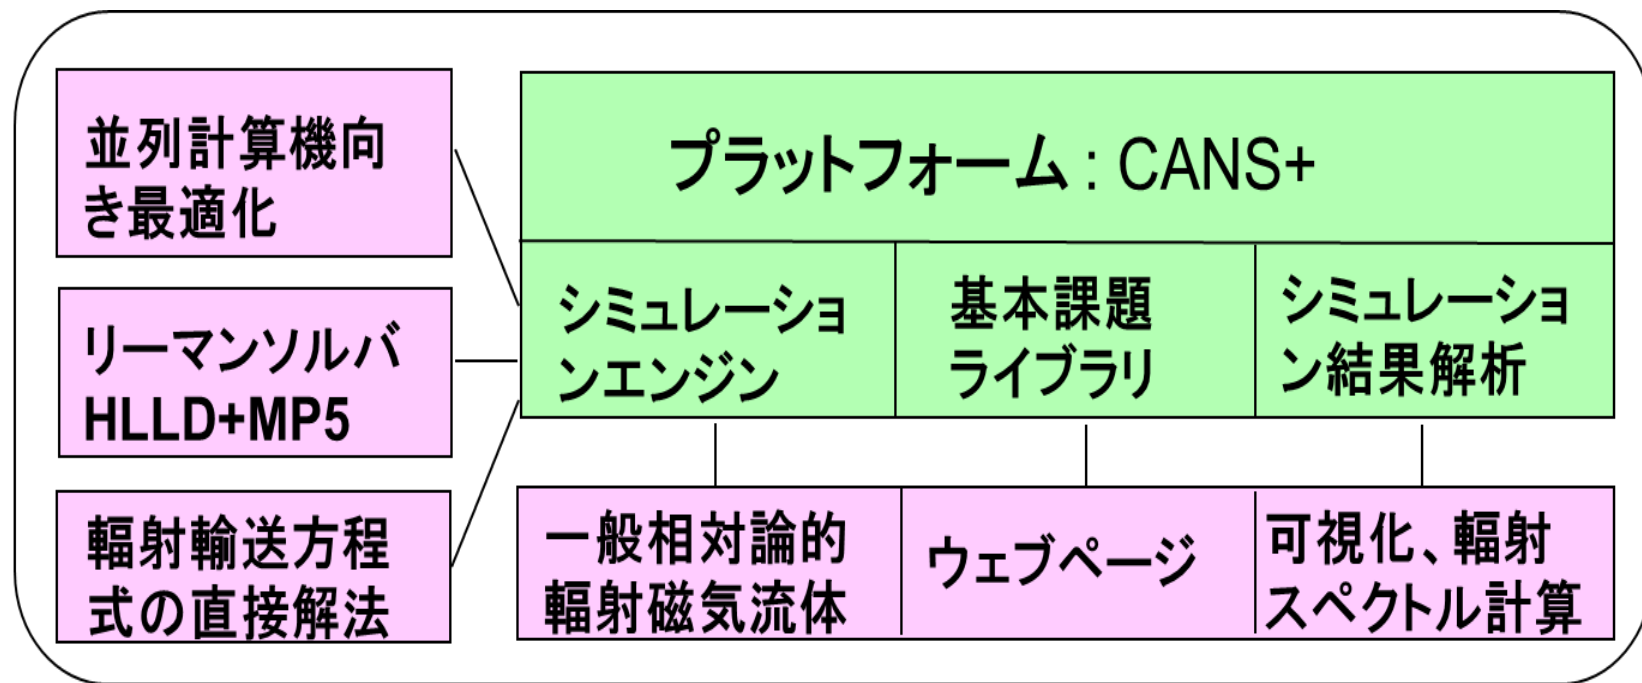 並列計算機向
き最適化
リーマンソルバ
HLLD+MP5
輻射輸送方程
式の直接解法
プラットフォーム : CANS+
シミュレーショ
ンエンジン
基本課題
ライブラリ
シミュレーショ
ン結果解析
一般相対論的
輻射磁気流体
ウェブページ
可視化、輻射
スペクトル計算